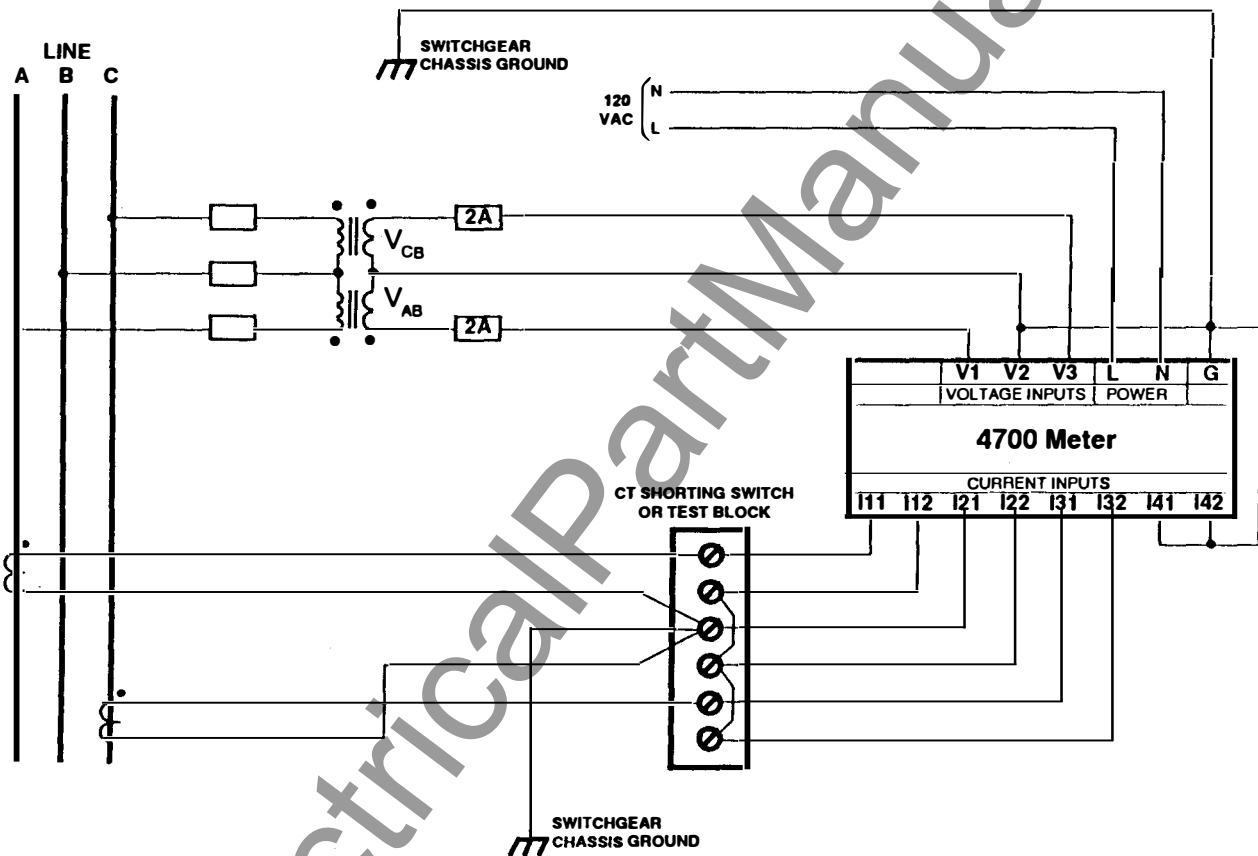 SWITCHGEAR
CHASSIS GROUND
LINE
A B C
120
VAC
N
L
2A
VCB
VAB
2A
V1 V2 V3 L N G
VOLTAGE INPUTS POWER
4700 Meter
CURRENT INPUTS
I11 I12 I21 I22 I31 I32 I41 I42
CT SHORTING SWITCH
OR TEST BLOCK
SWITCHGEAR
CHASSIS GROUND
ctricalPartManua